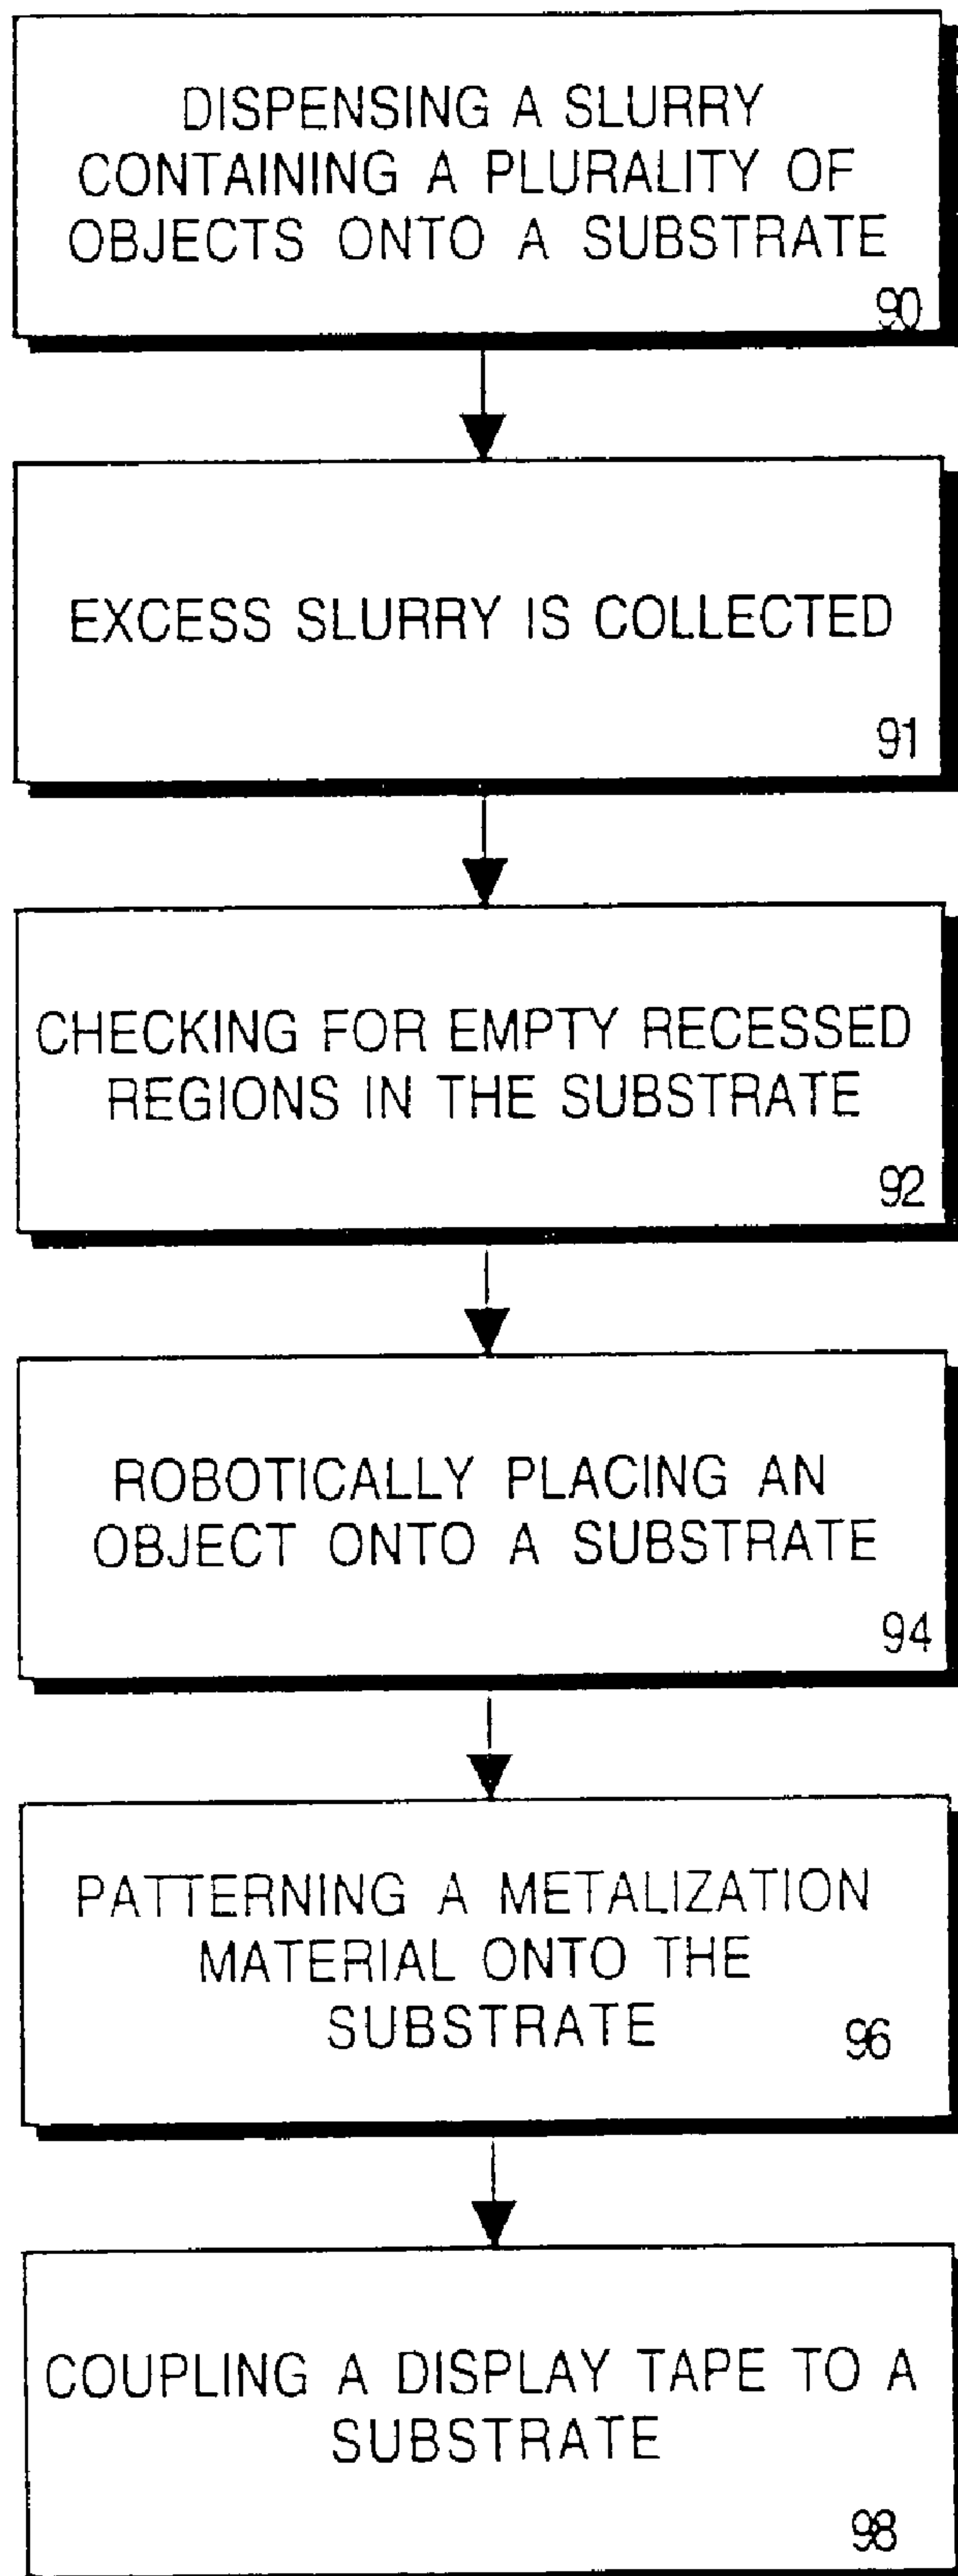 DISPENSING A SLURRY
CONTAINING A PLURALITY OF
OBJECTS ONTO A SUBSTRATE
90
EXCESS SLURRY IS COLLECTED
91
CHECKING FOR EMPTY RECESSED
REGIONS IN THE SUBSTRATE
92
ROBOTICALLY PLACING AN
OBJECT ONTO A SUBSTRATE
94
PATTERNING A METALIZATION
MATERIAL ONTO THE
SUBSTRATE
96
COUPLING A DISPLAY TAPE TO A
SUBSTRATE
98